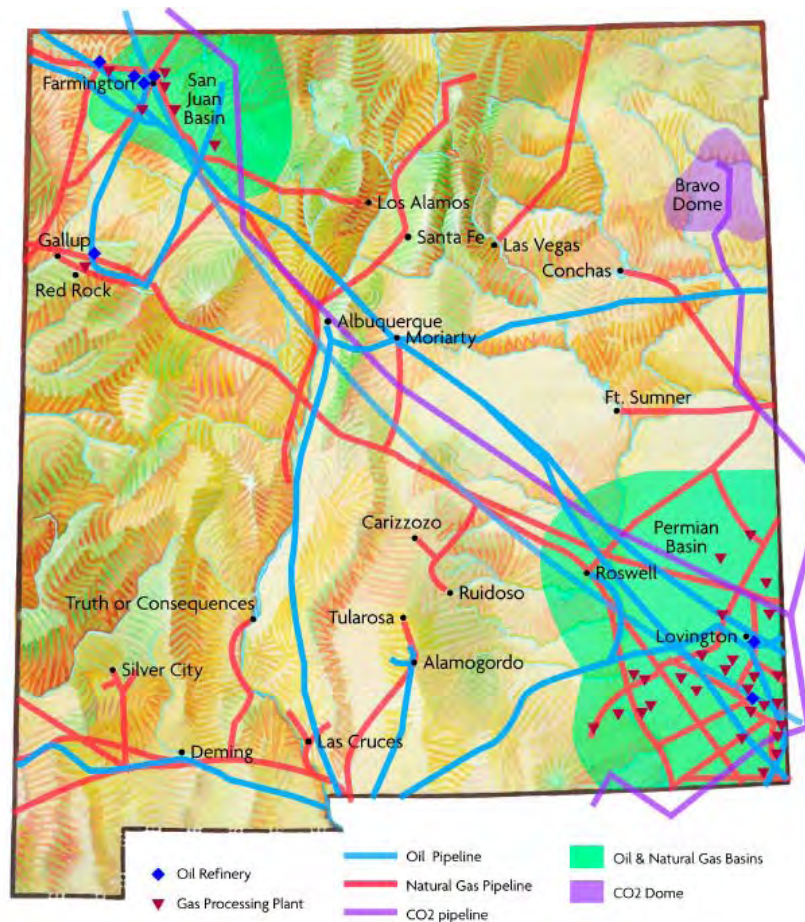 Farmington
San
Juan
Basin
Bravo
Dome
Los Alamos
Gallup
Santa Fe
Las Vegas
Conchas
Red Rock
Albuquerque
Moriarty
Ft. Sumner
Carizzozo
Permian
Basin
Roswell
Ruidoso
Truth or Consequences
Tularosa
Lovington
Silver City
Alamogordo
Las Cruces
Deming
Oil Refinery
Gas Processing Plant
Oil Pipeline
Natural Gas Pipeline
CO2 pipeline
Oil & Natural Gas Basins
CO2 Dome